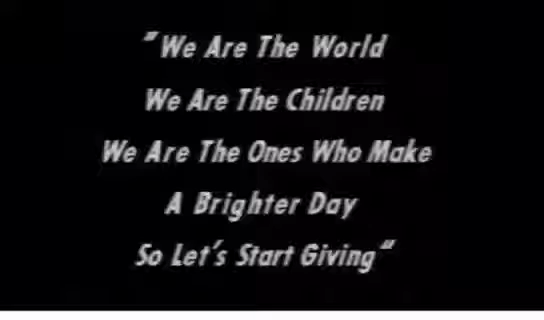 "We Are The World
We Are The Children
We Are The Ones Who Make
A Brighter Day
So Let's Start Giving"